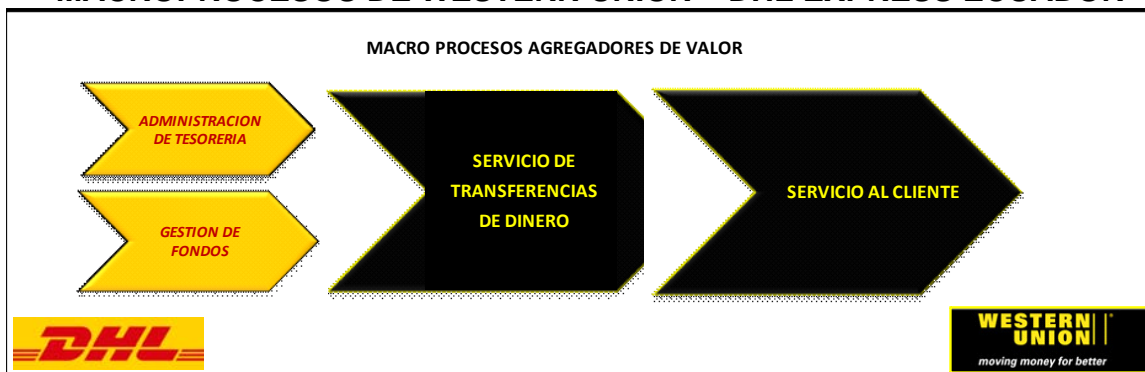 MACRO PROCESOS AGREGADORES DE VALOR
ADMINISTRACION
DE TESORERIA
GESTION DE
FONDOS
SERVICIO DE
TRANSFERENCIAS
DE DINERO
SERVICIO AL CLIENTE
DHL
WESTERN
UNION
moving money for better